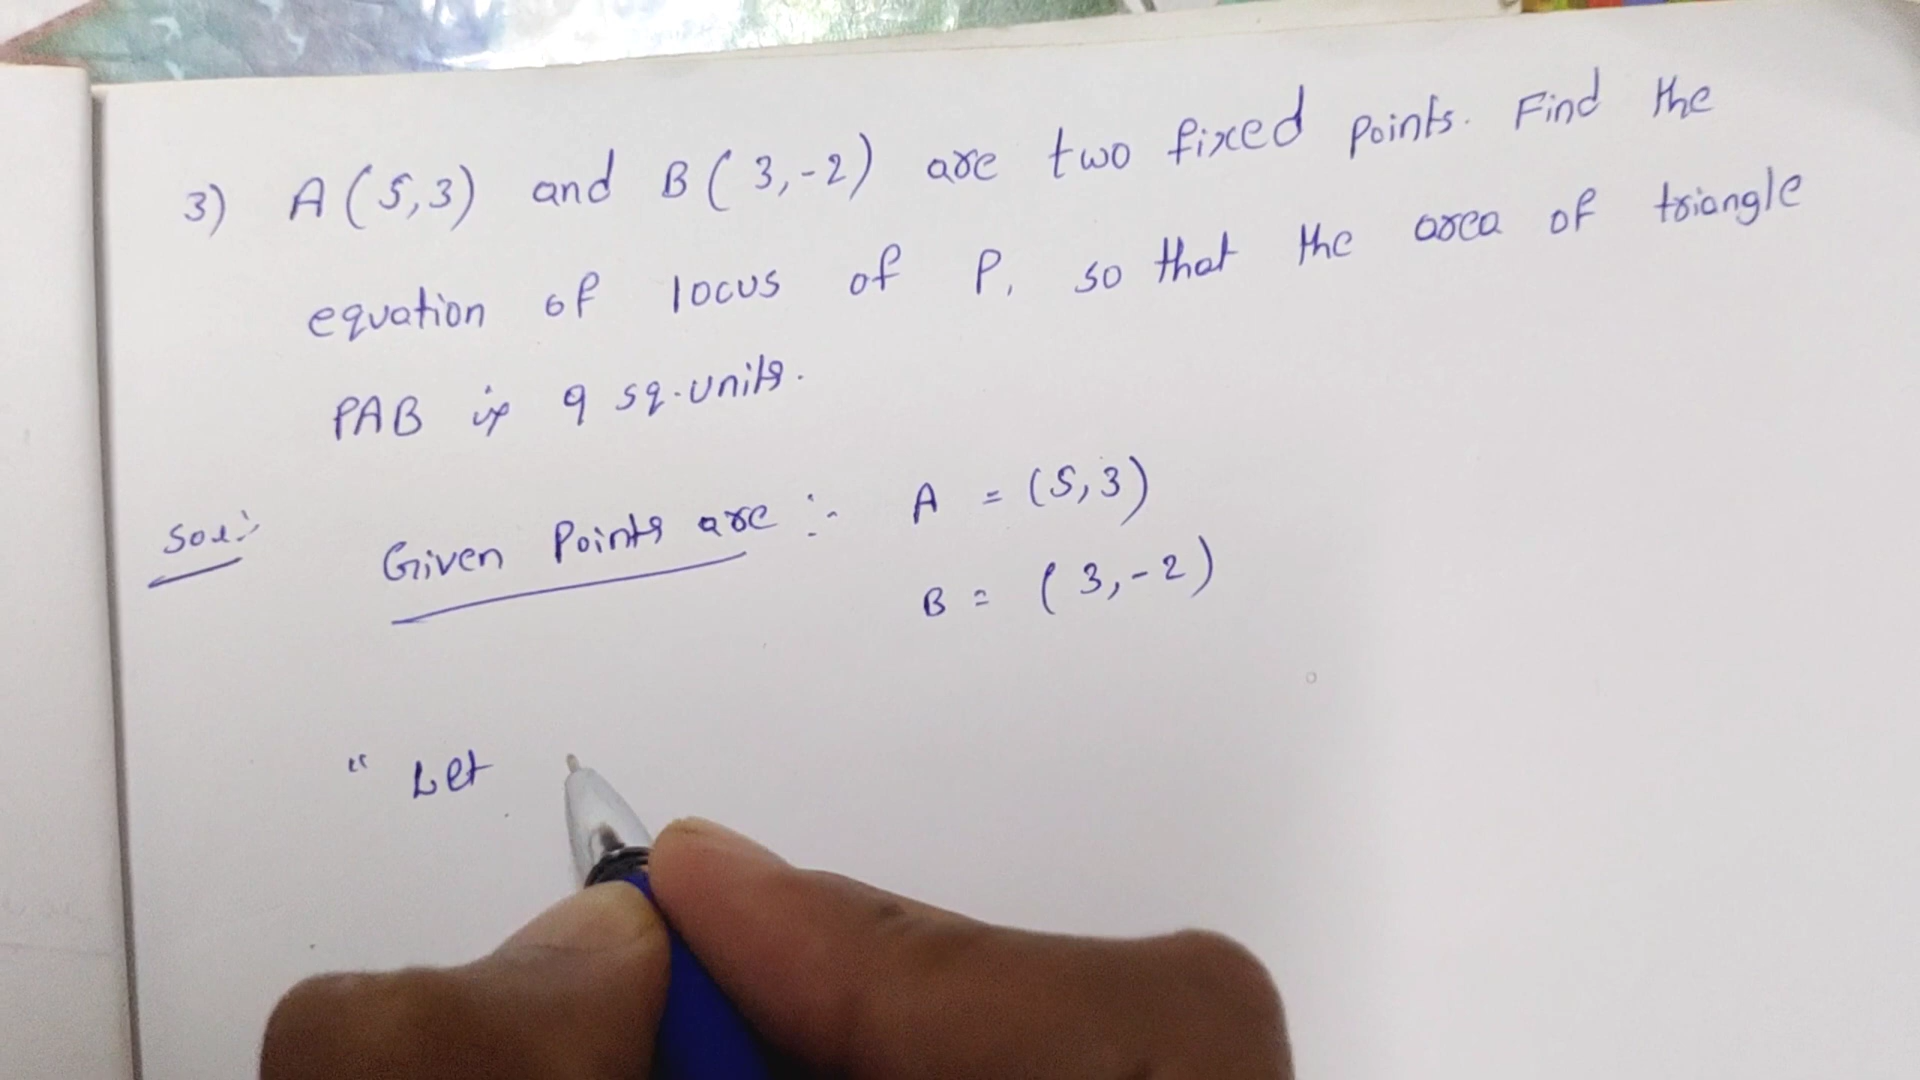 3) A (5,3) and B ( 3,-2) are two fixed points. Find the
equation of locus of P, so that the area of triangle
PAB is 9 sq.units.
Sol:- Given Points are :- A = (5,3)
B = ( 3,-2)
" Let